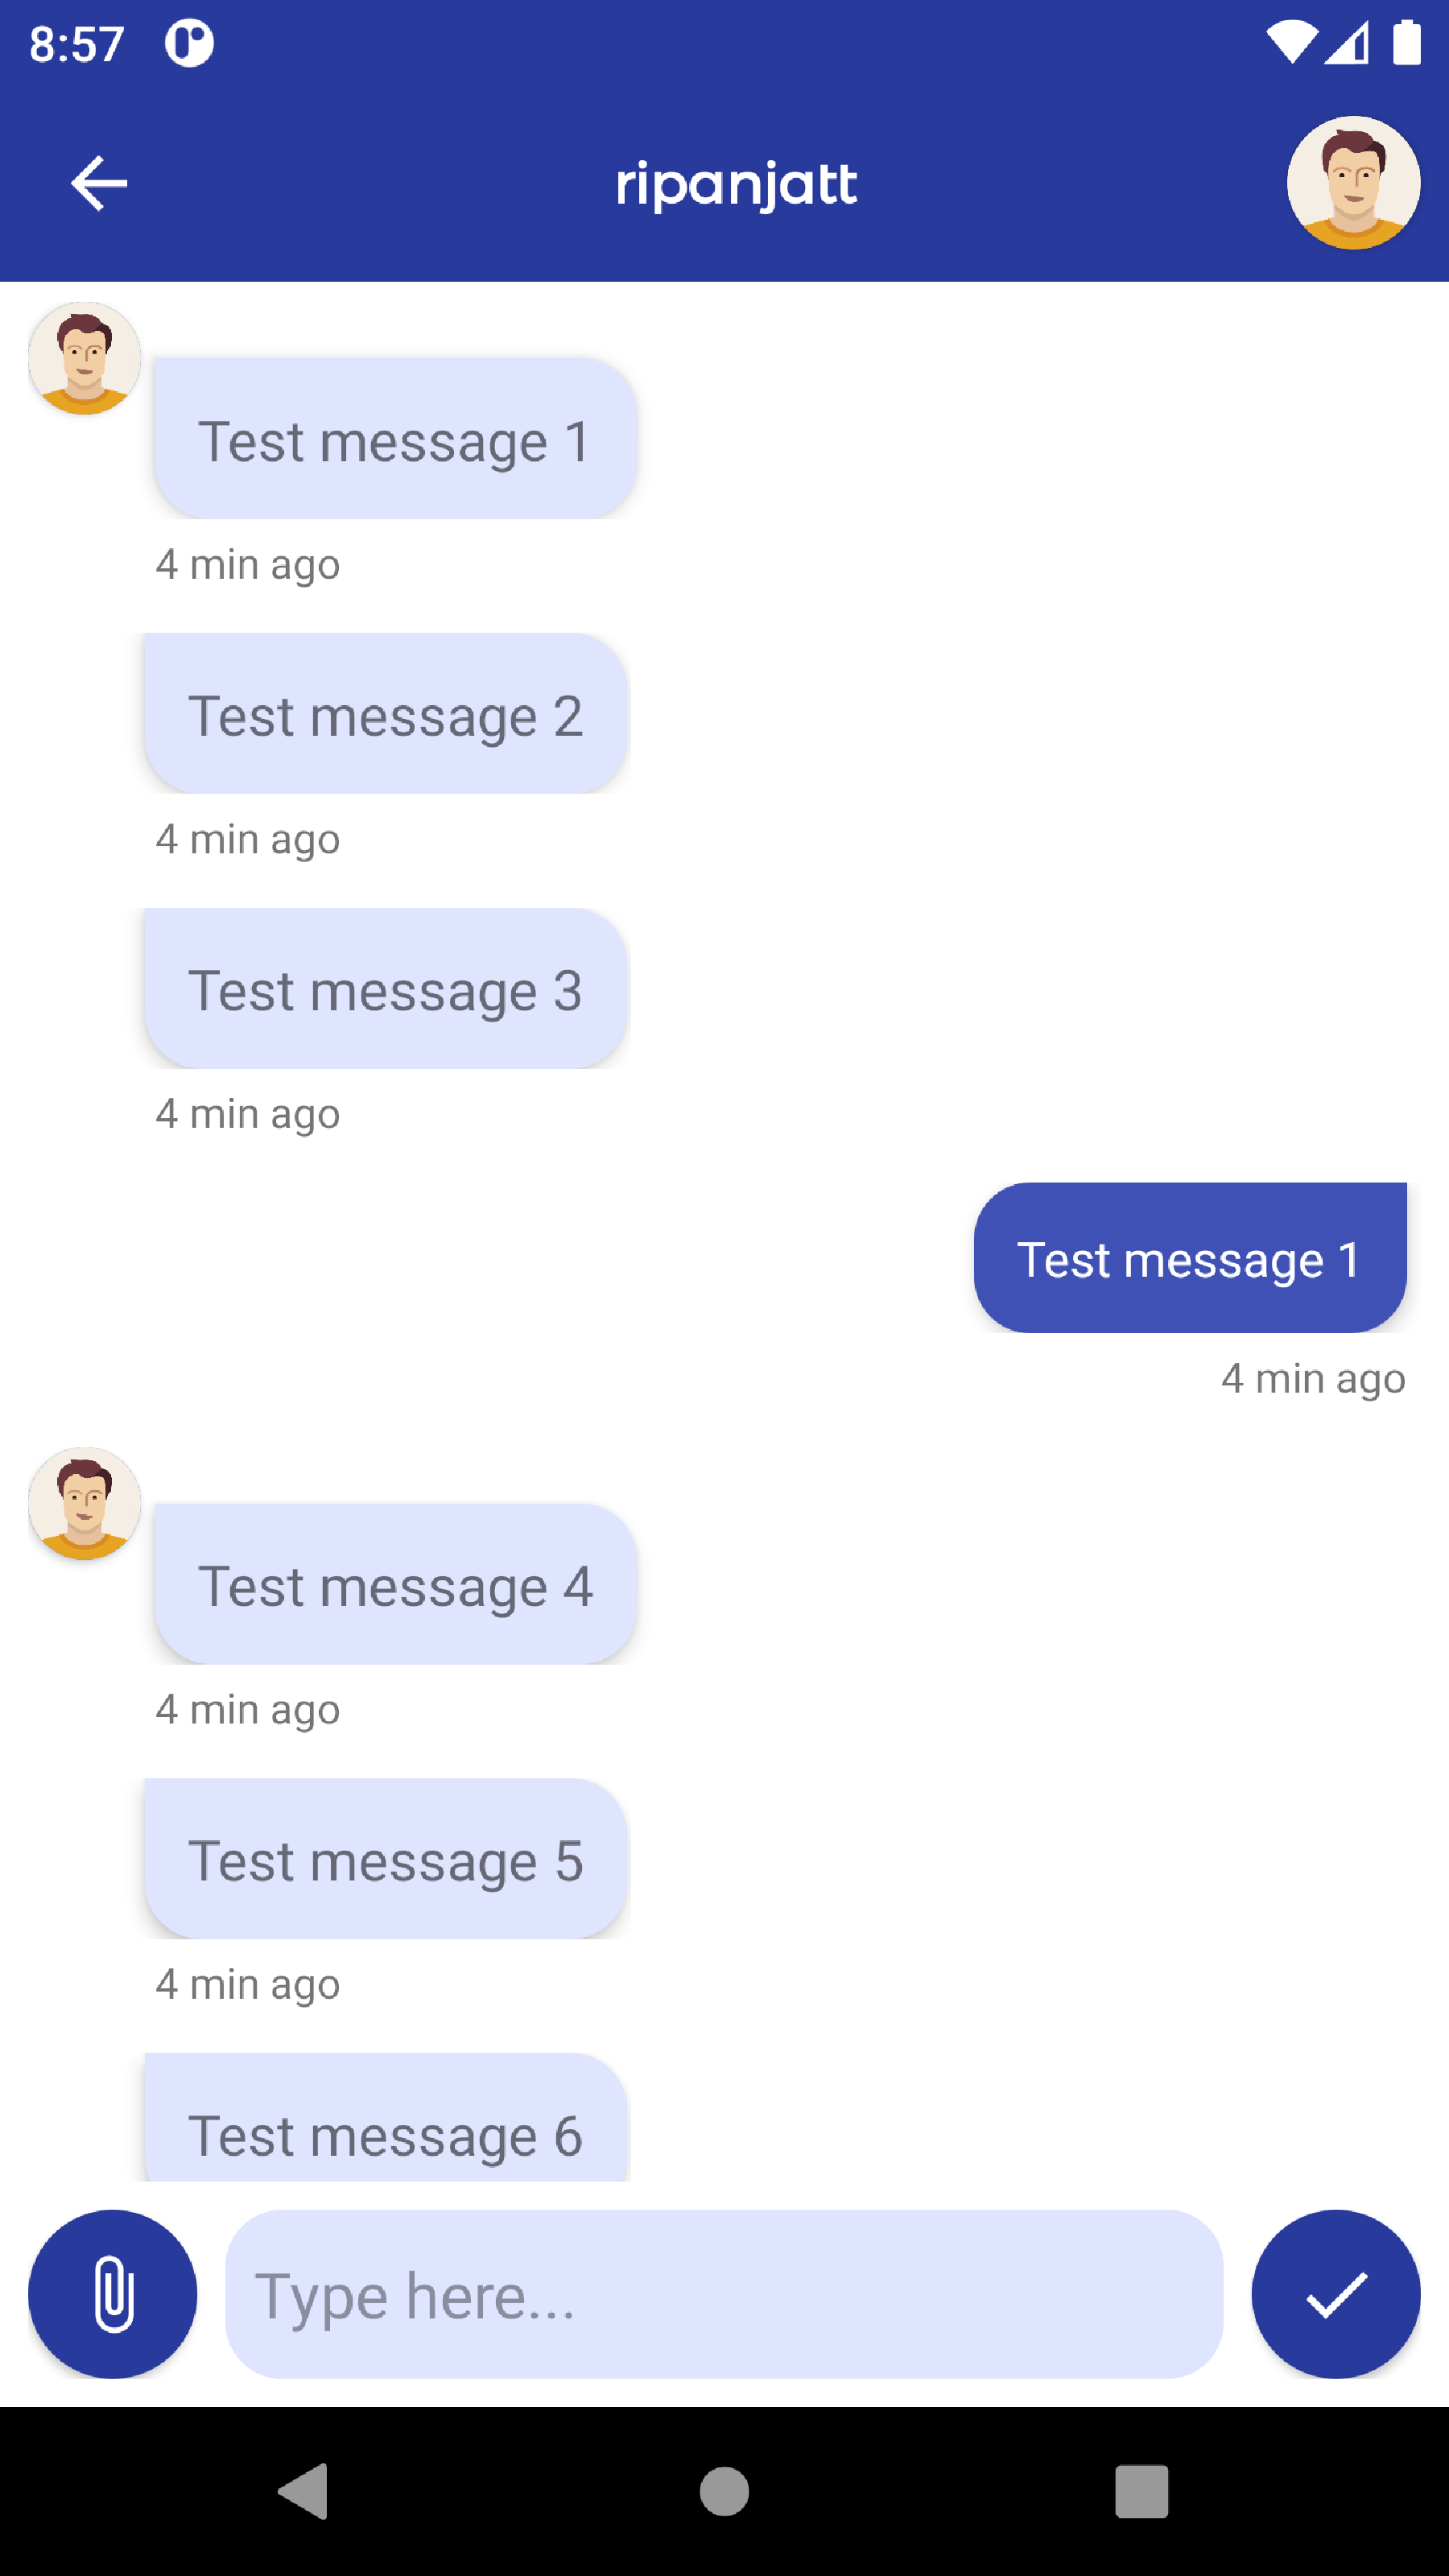 8:57
ripanjatt
Test message 1
4 min ago
Test message 2
4 min ago
Test message 3
4 min ago
Test message 1
4 min ago
Test message 4
4 min ago
Test message 5
4 min ago
Test message 6
Type here...